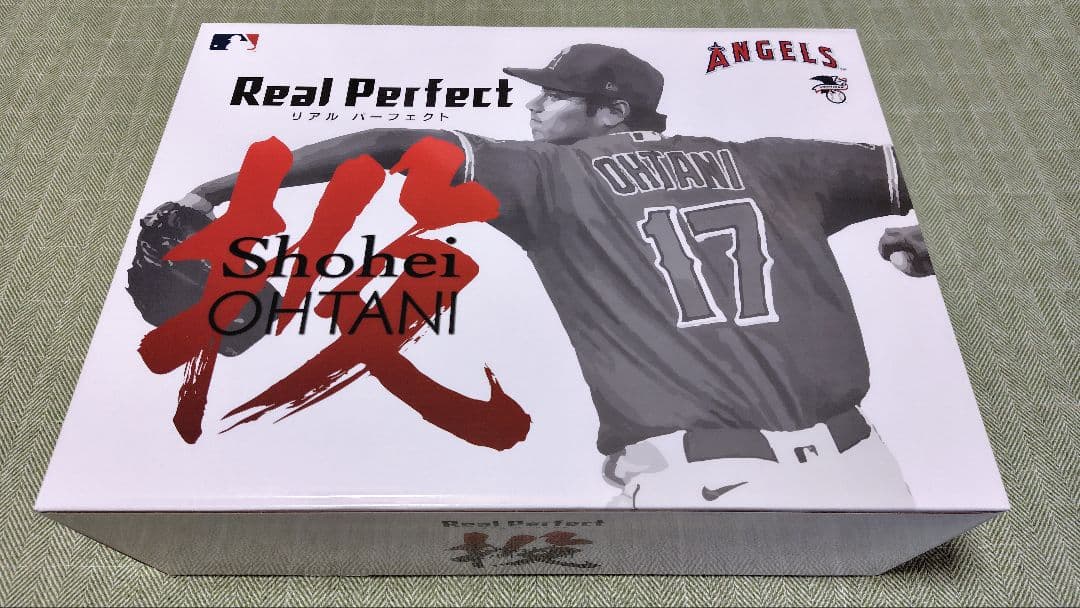 ANGELS
Real Perfect
リアル パーフェクト
投
Shohei
OHTANI
OHTANI
17
Real Perfect
投